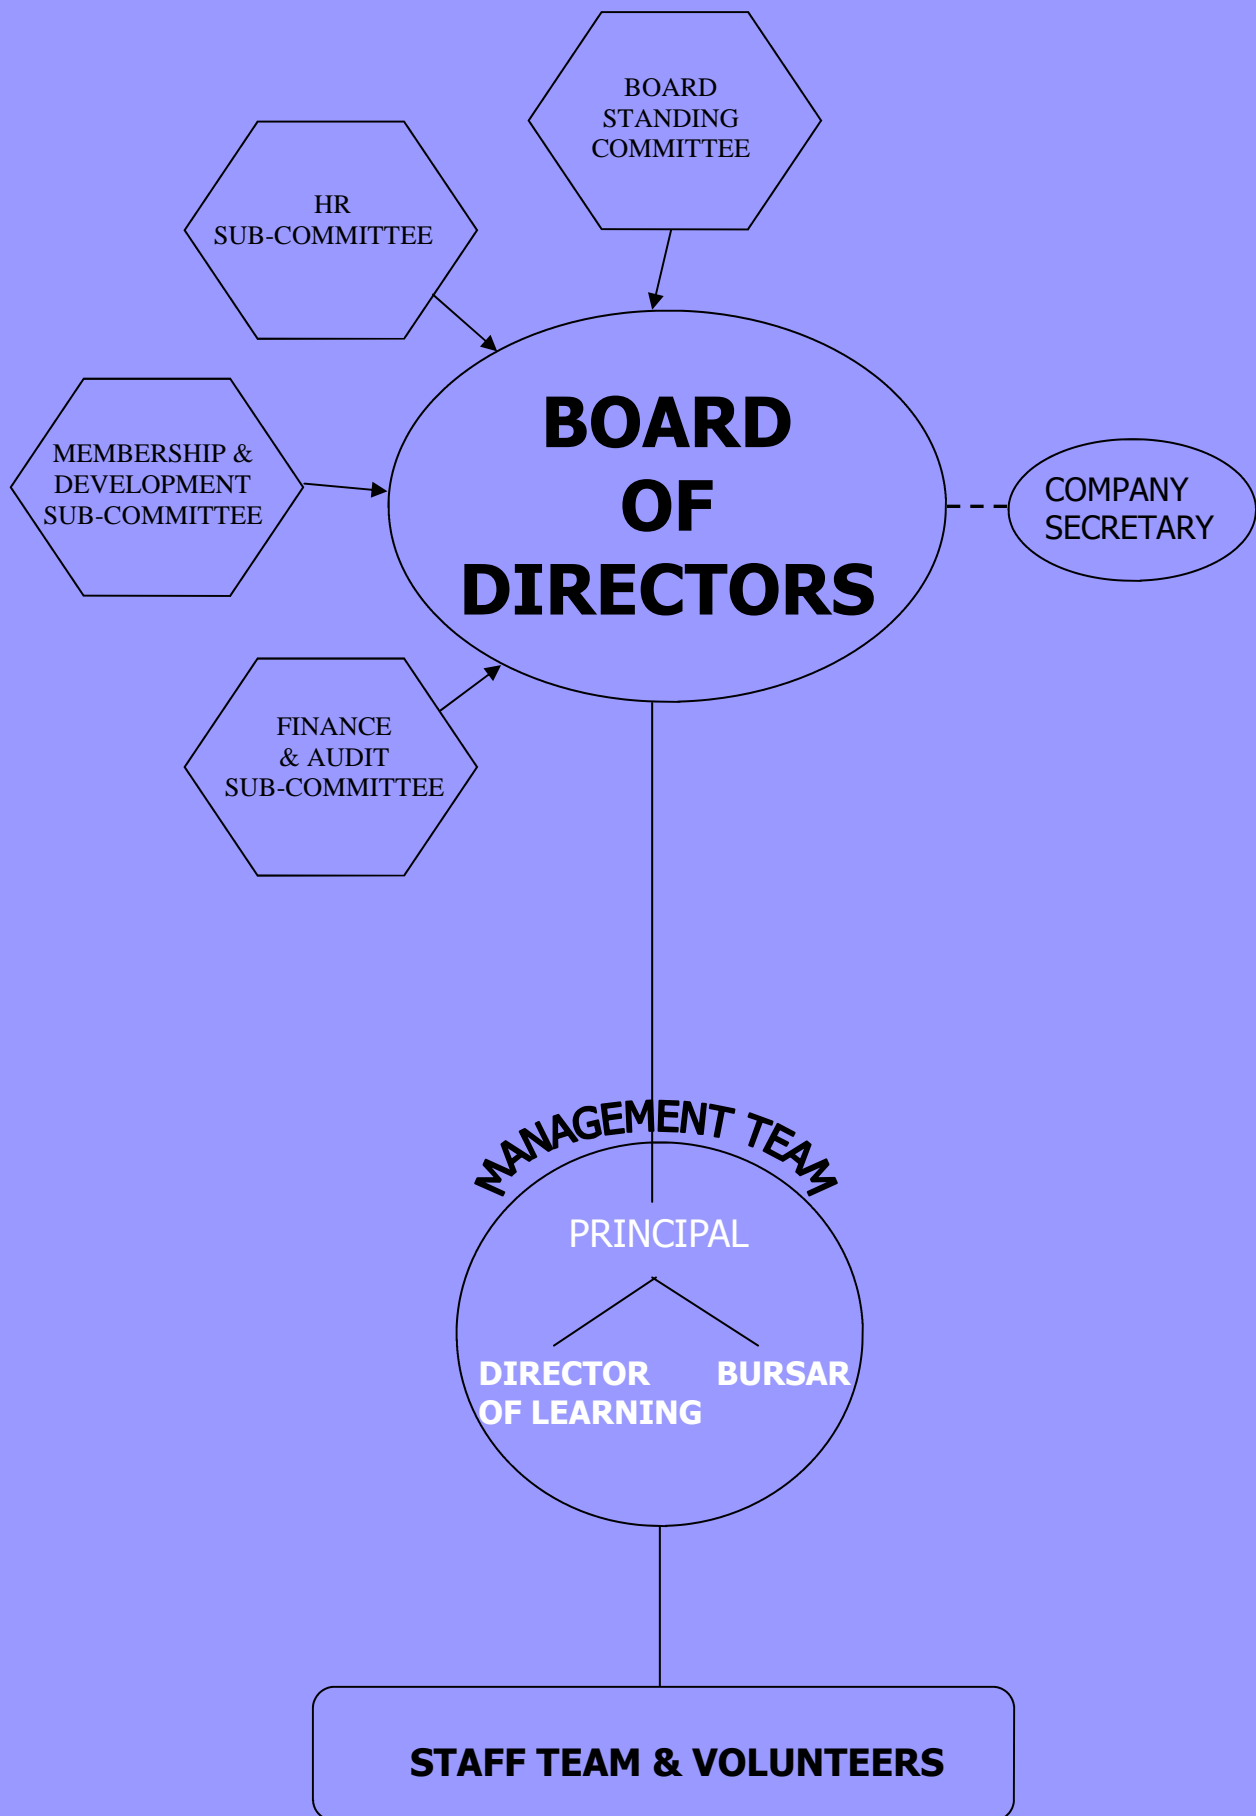 BOARD
STANDING
COMMITTEE
HR
SUB-COMMITTEE
MEMBERSHIP &
DEVELOPMENT
SUB-COMMITTEE
BOARD
OF
DIRECTORS
COMPANY
SECRETARY
FINANCE
& AUDIT
SUB-COMMITTEE
MANAGEMENT TEAM
PRINCIPAL
DIRECTOR
OF LEARNING
BURSAR
STAFF TEAM & VOLUNTEERS